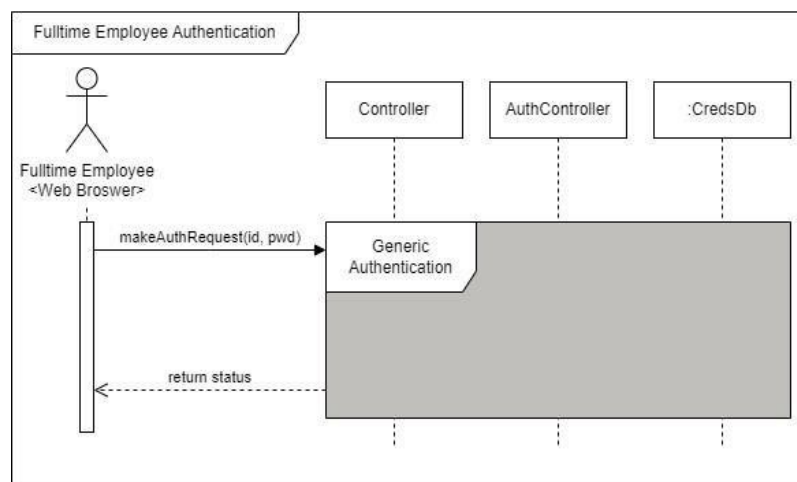 Fulltime Employee Authentication
Controller
AuthController
:CredsDb
Fulltime Employee
<Web Broswer>
makeAuthRequest(id, pwd)
Generic
Authentication
return status